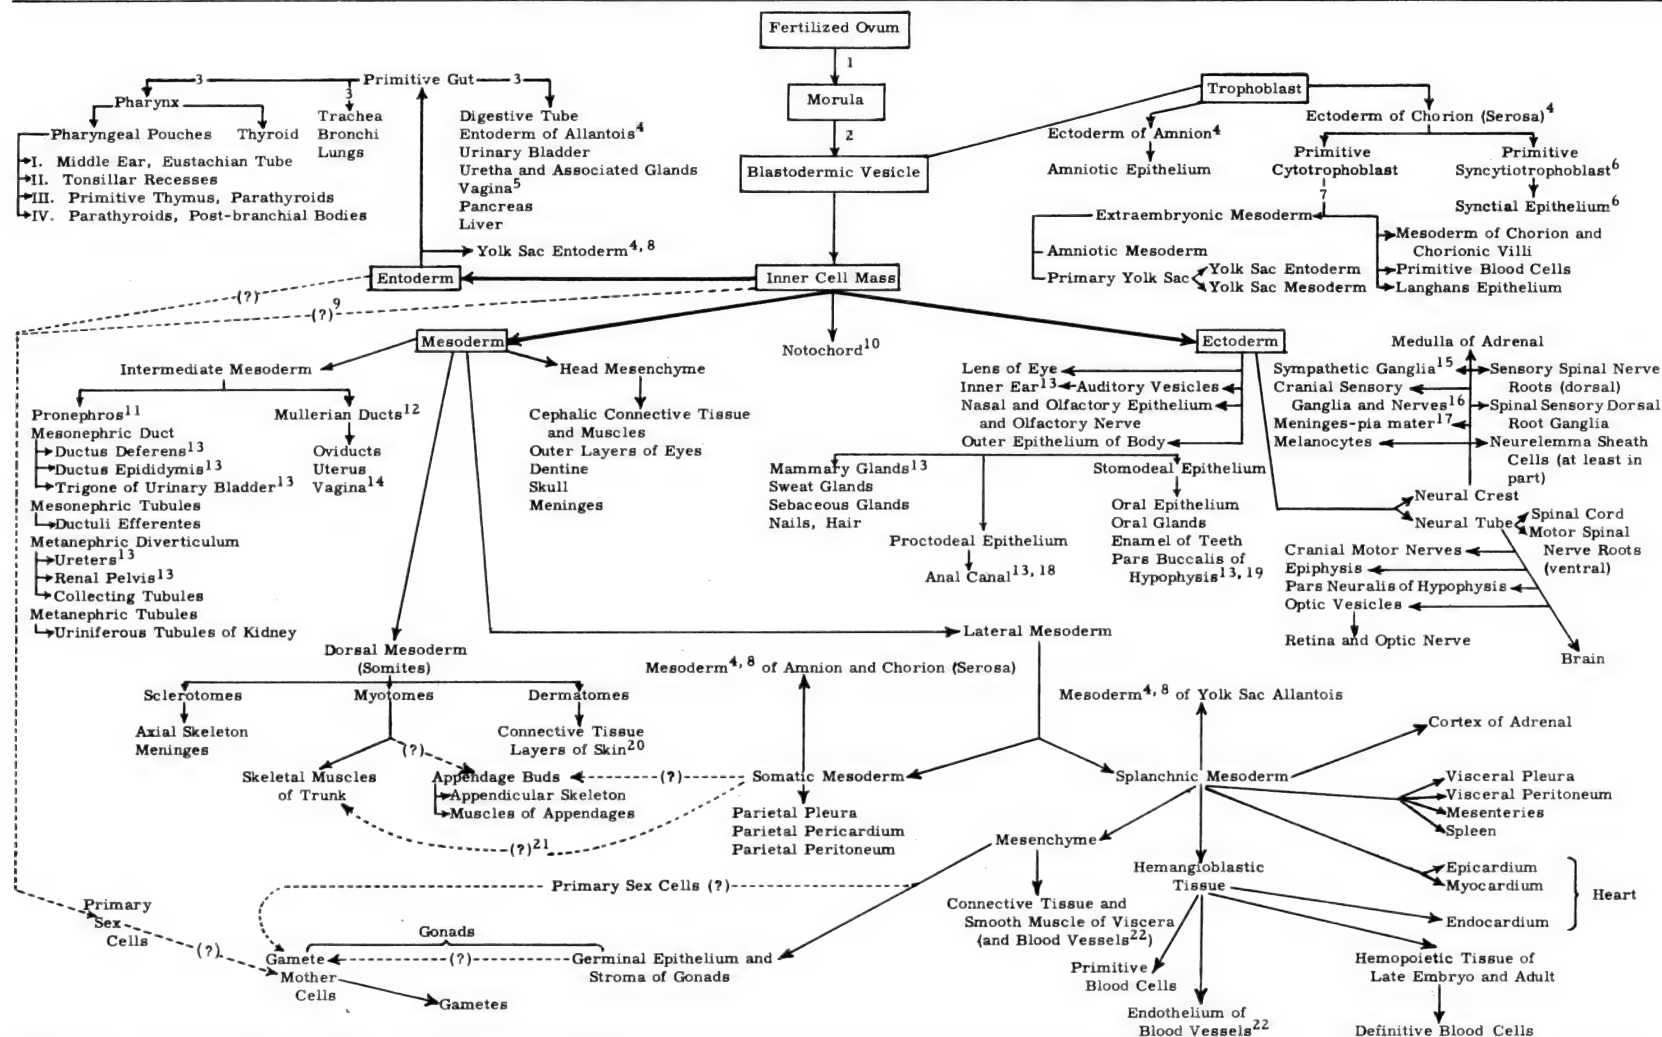 Fertilized Ovum
1
Morula
2
Blastodermic Vesicle
Inner Cell Mass
3
Primitive Gut
3
3
Pharynx
Pharyngeal Pouches
Thyroid
I. Middle Ear, Eustachian Tube
II. Tonsillar Recesses
III. Primitive Thymus, Parathyroids
IV. Parathyroids, Post-branchial Bodies
Trachea
Bronchi
Lungs
Digestive Tube
Entoderm of Allantois4
Urinary Bladder
Uretha and Associated Glands
Vagina5
Pancreas
Liver
Yolk Sac Entoderm4, 8
Entoderm
(?)
(?)9
Trophoblast
Ectoderm of Amnion4
Amniotic Epithelium
Ectoderm of Chorion (Serosa)4
Primitive
Cytotrophoblast
Primitive
Syncytiotrophoblast6
Synctial Epithelium6
7
Extraembryonic Mesoderm
Amniotic Mesoderm
Primary Yolk Sac
Yolk Sac Entoderm
Yolk Sac Mesoderm
Mesoderm of Chorion and
Chorionic Villi
Primitive Blood Cells
Langhans Epithelium
Mesoderm
Notochord10
Ectoderm
Intermediate Mesoderm
Pronephros11
Mesonephric Duct
Ductus Deferens13
Ductus Epididymis13
Trigone of Urinary Bladder13
Mesonephric Tubules
Ductuli Efferentes
Metanephric Diverticulum
Ureters13
Renal Pelvis13
Collecting Tubules
Metanephric Tubules
Uriniferous Tubules of Kidney
Mullerian Ducts12
Oviducts
Uterus
Vagina14
Head Mesenchyme
Cephalic Connective Tissue
and Muscles
Outer Layers of Eyes
Dentine
Skull
Meninges
Lens of Eye
Inner Ear13
Auditory Vesicles
Nasal and Olfactory Epithelium
and Olfactory Nerve
Outer Epithelium of Body
Mammary Glands13
Sweat Glands
Sebaceous Glands
Nails, Hair
Proctodeal Epithelium
Anal Canal13, 18
Stomodeal Epithelium
Oral Epithelium
Oral Glands
Enamel of Teeth
Pars Buccalis of
Hypophysis13, 19
Medulla of Adrenal
Sympathetic Ganglia15
Cranial Sensory
Ganglia and Nerves16
Meninges-pia mater17
Melanocytes
Sensory Spinal Nerve
Roots (dorsal)
Spinal Sensory Dorsal
Root Ganglia
Neurelemma Sheath
Cells (at least in
part)
Neural Crest
Neural Tube
Spinal Cord
Motor Spinal
Nerve Roots
(ventral)
Cranial Motor Nerves
Epiphysis
Pars Neuralis of Hypophysis
Optic Vesicles
Retina and Optic Nerve
Brain
Dorsal Mesoderm
(Somites)
Sclerotomes
Myotomes
Dermatomes
Axial Skeleton
Meninges
Connective Tissue
Layers of Skin20
(?)
Skeletal Muscles
of Trunk
Appendage Buds
Appendicular Skeleton
Muscles of Appendages
(?)
(?)21
Lateral Mesoderm
Mesoderm4, 8 of Amnion and Chorion (Serosa)
Somatic Mesoderm
Parietal Pleura
Parietal Pericardium
Parietal Peritoneum
Mesoderm4, 8 of Yolk Sac Allantois
Splanchnic Mesoderm
Cortex of Adrenal
Visceral Pleura
Visceral Peritoneum
Mesenteries
Spleen
Epicardium
Myocardium
Endocardium
Heart
Mesenchyme
Connective Tissue and
Smooth Muscle of Viscera
(and Blood Vessels22)
Hemangioblastic
Tissue
Primitive
Blood Cells
Endothelium of
Blood Vessels22
Hemopoietic Tissue of
Late Embryo and Adult
Definitive Blood Cells
Primary Sex Cells (?)
Primary
Sex
Cells
(?)
Gonads
Gamete
Mother
Cells
(?)
Germinal Epithelium and
Stroma of Gonads
Gametes